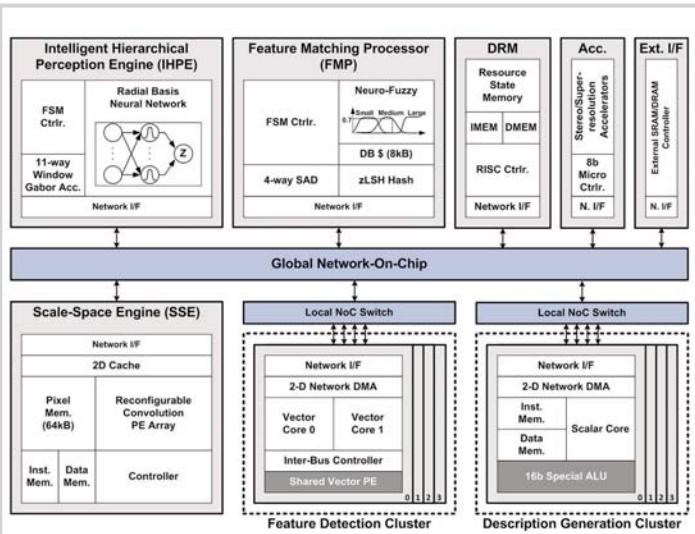 Intelligent Hierarchical
Perception Engine (IHPE)
FSM
Ctrlr.
11-way
Window
Gabor Acc.
Radial Basis
Neural Network
Z
Network I/F
Feature Matching Processor
(FMP)
FSM Ctrlr.
Neuro-Fuzzy
Small Medium Large
0.7
DB $ (8kB)
4-way SAD
zLSH Hash
Network I/F
DRM
Resource
State
Memory
IMEM
DMEM
RISC Ctrlr.
Network I/F
Acc.
Stereo/Super-
resolution
Accelerators
8b
Micro
Ctrlr.
N. I/F
Ext. I/F
External SRAM/DRAM
Controller
N. I/F
Global Network-On-Chip
Scale-Space Engine (SSE)
Network I/F
2D Cache
Pixel
Mem.
(64kB)
Reconfigurable
Convolution
PE Array
Inst.
Mem.
Data
Mem.
Controller
Local NoC Switch
Network I/F
2-D Network DMA
Vector
Core 0
Vector
Core 1
Inter-Bus Controller
Shared Vector PE
0 1 2 3
Feature Detection Cluster
Local NoC Switch
Network I/F
2-D Network DMA
Inst.
Mem.
Data
Mem.
Scalar Core
16b Special ALU
0 1 2 3
Description Generation Cluster